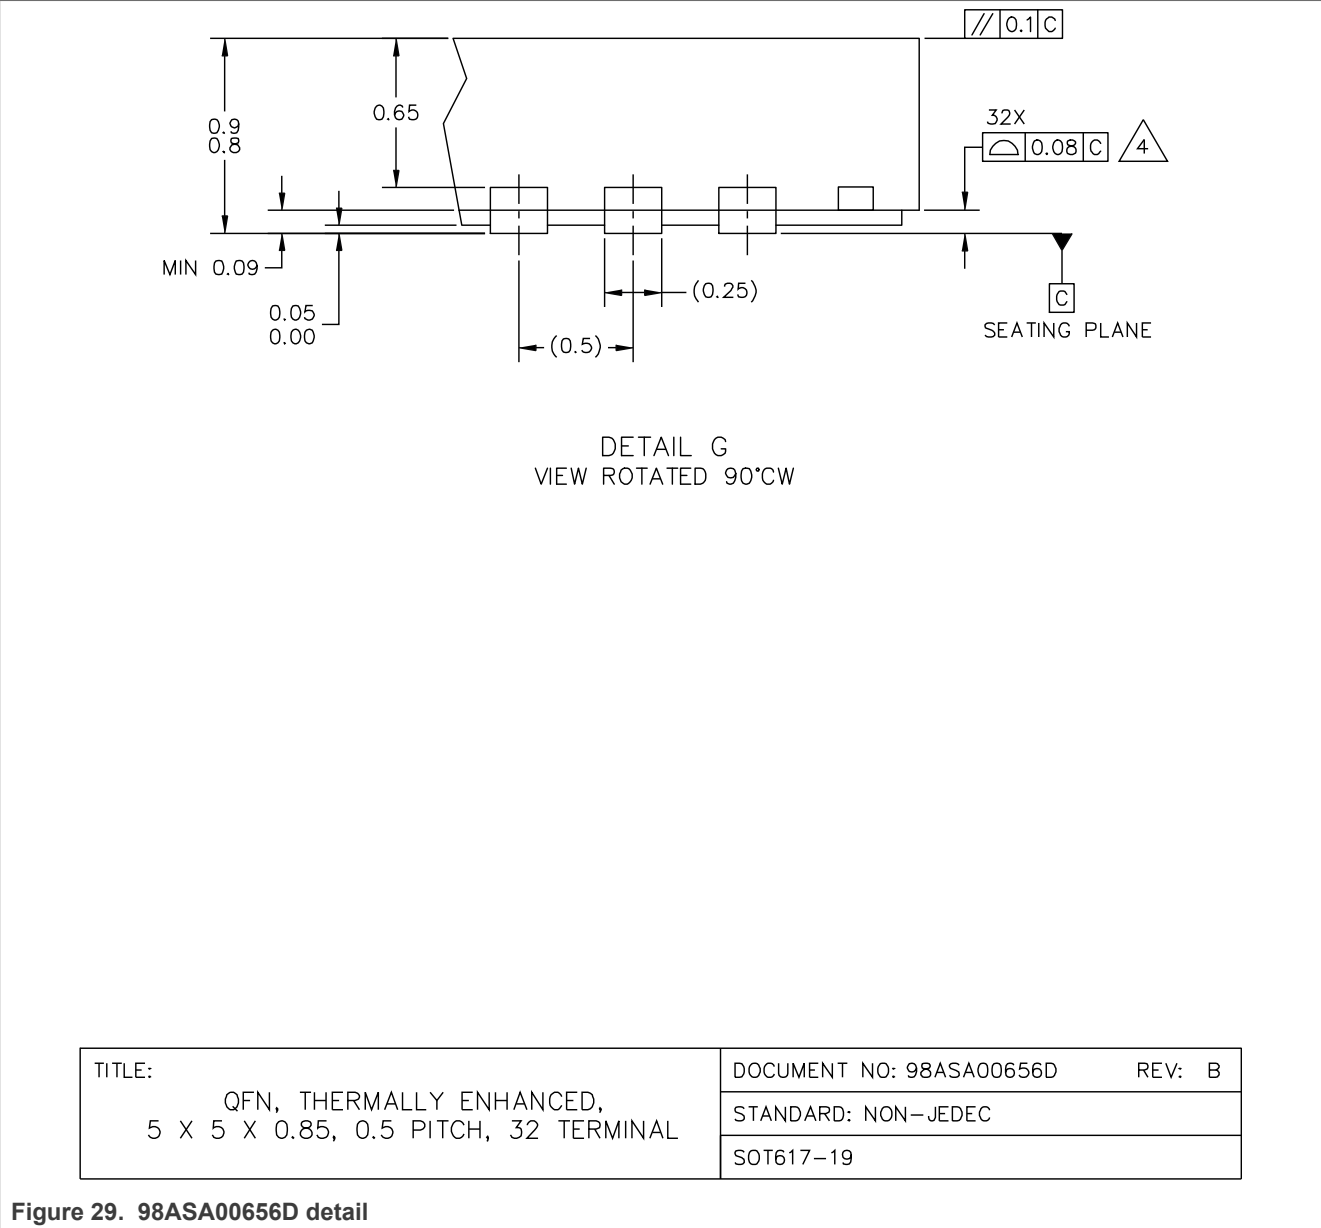 // 0.1 C
0.9
0.8
0.65
32X
0.08 C
4
MIN 0.09
0.05
0.00
(0.25)
(0.5)
C
SEATING PLANE
DETAIL G
VIEW ROTATED 90°CW
TITLE:
QFN, THERMALLY ENHANCED,
5 X 5 X 0.85, 0.5 PITCH, 32 TERMINAL
DOCUMENT NO: 98ASA00656D REV: B
STANDARD: NON-JEDEC
SOT617-19
Figure 29. 98ASA00656D detail